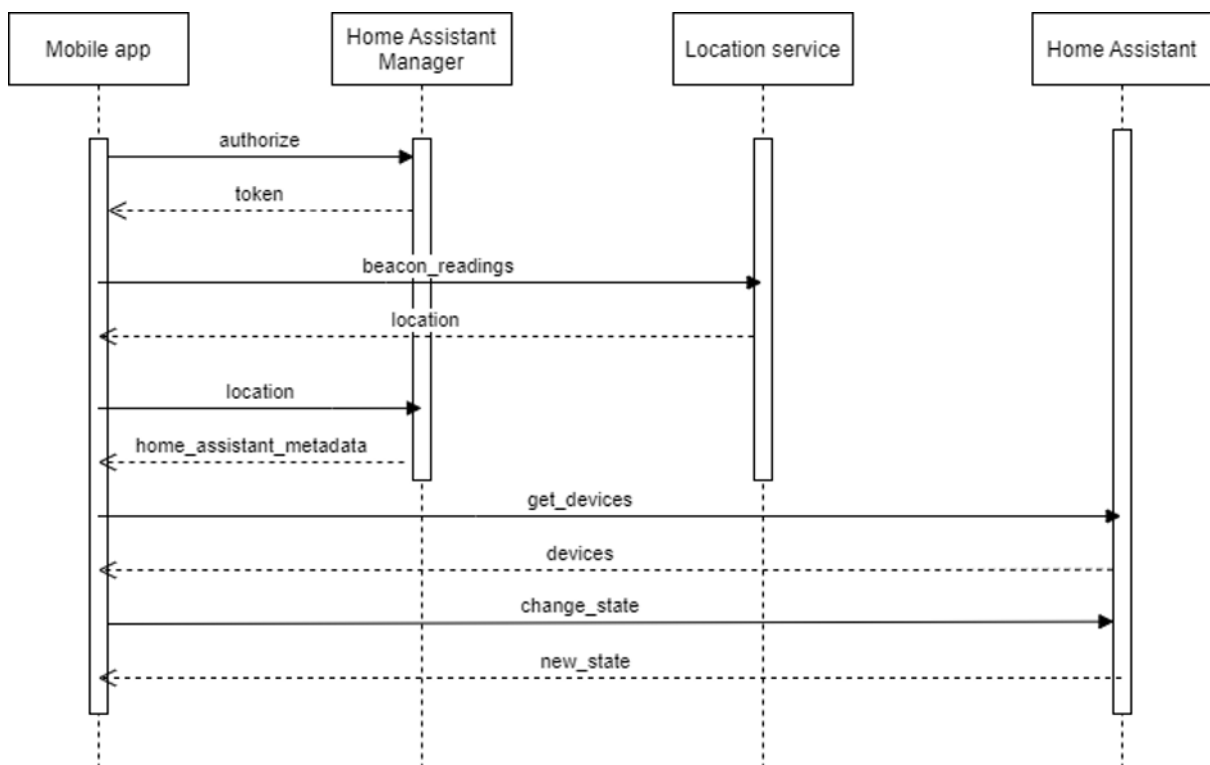 Mobile app
Home Assistant
Manager
Location service
Home Assistant
authorize
token
beacon_readings
location
location
home_assistant_metadata
get_devices
devices
change_state
new_state